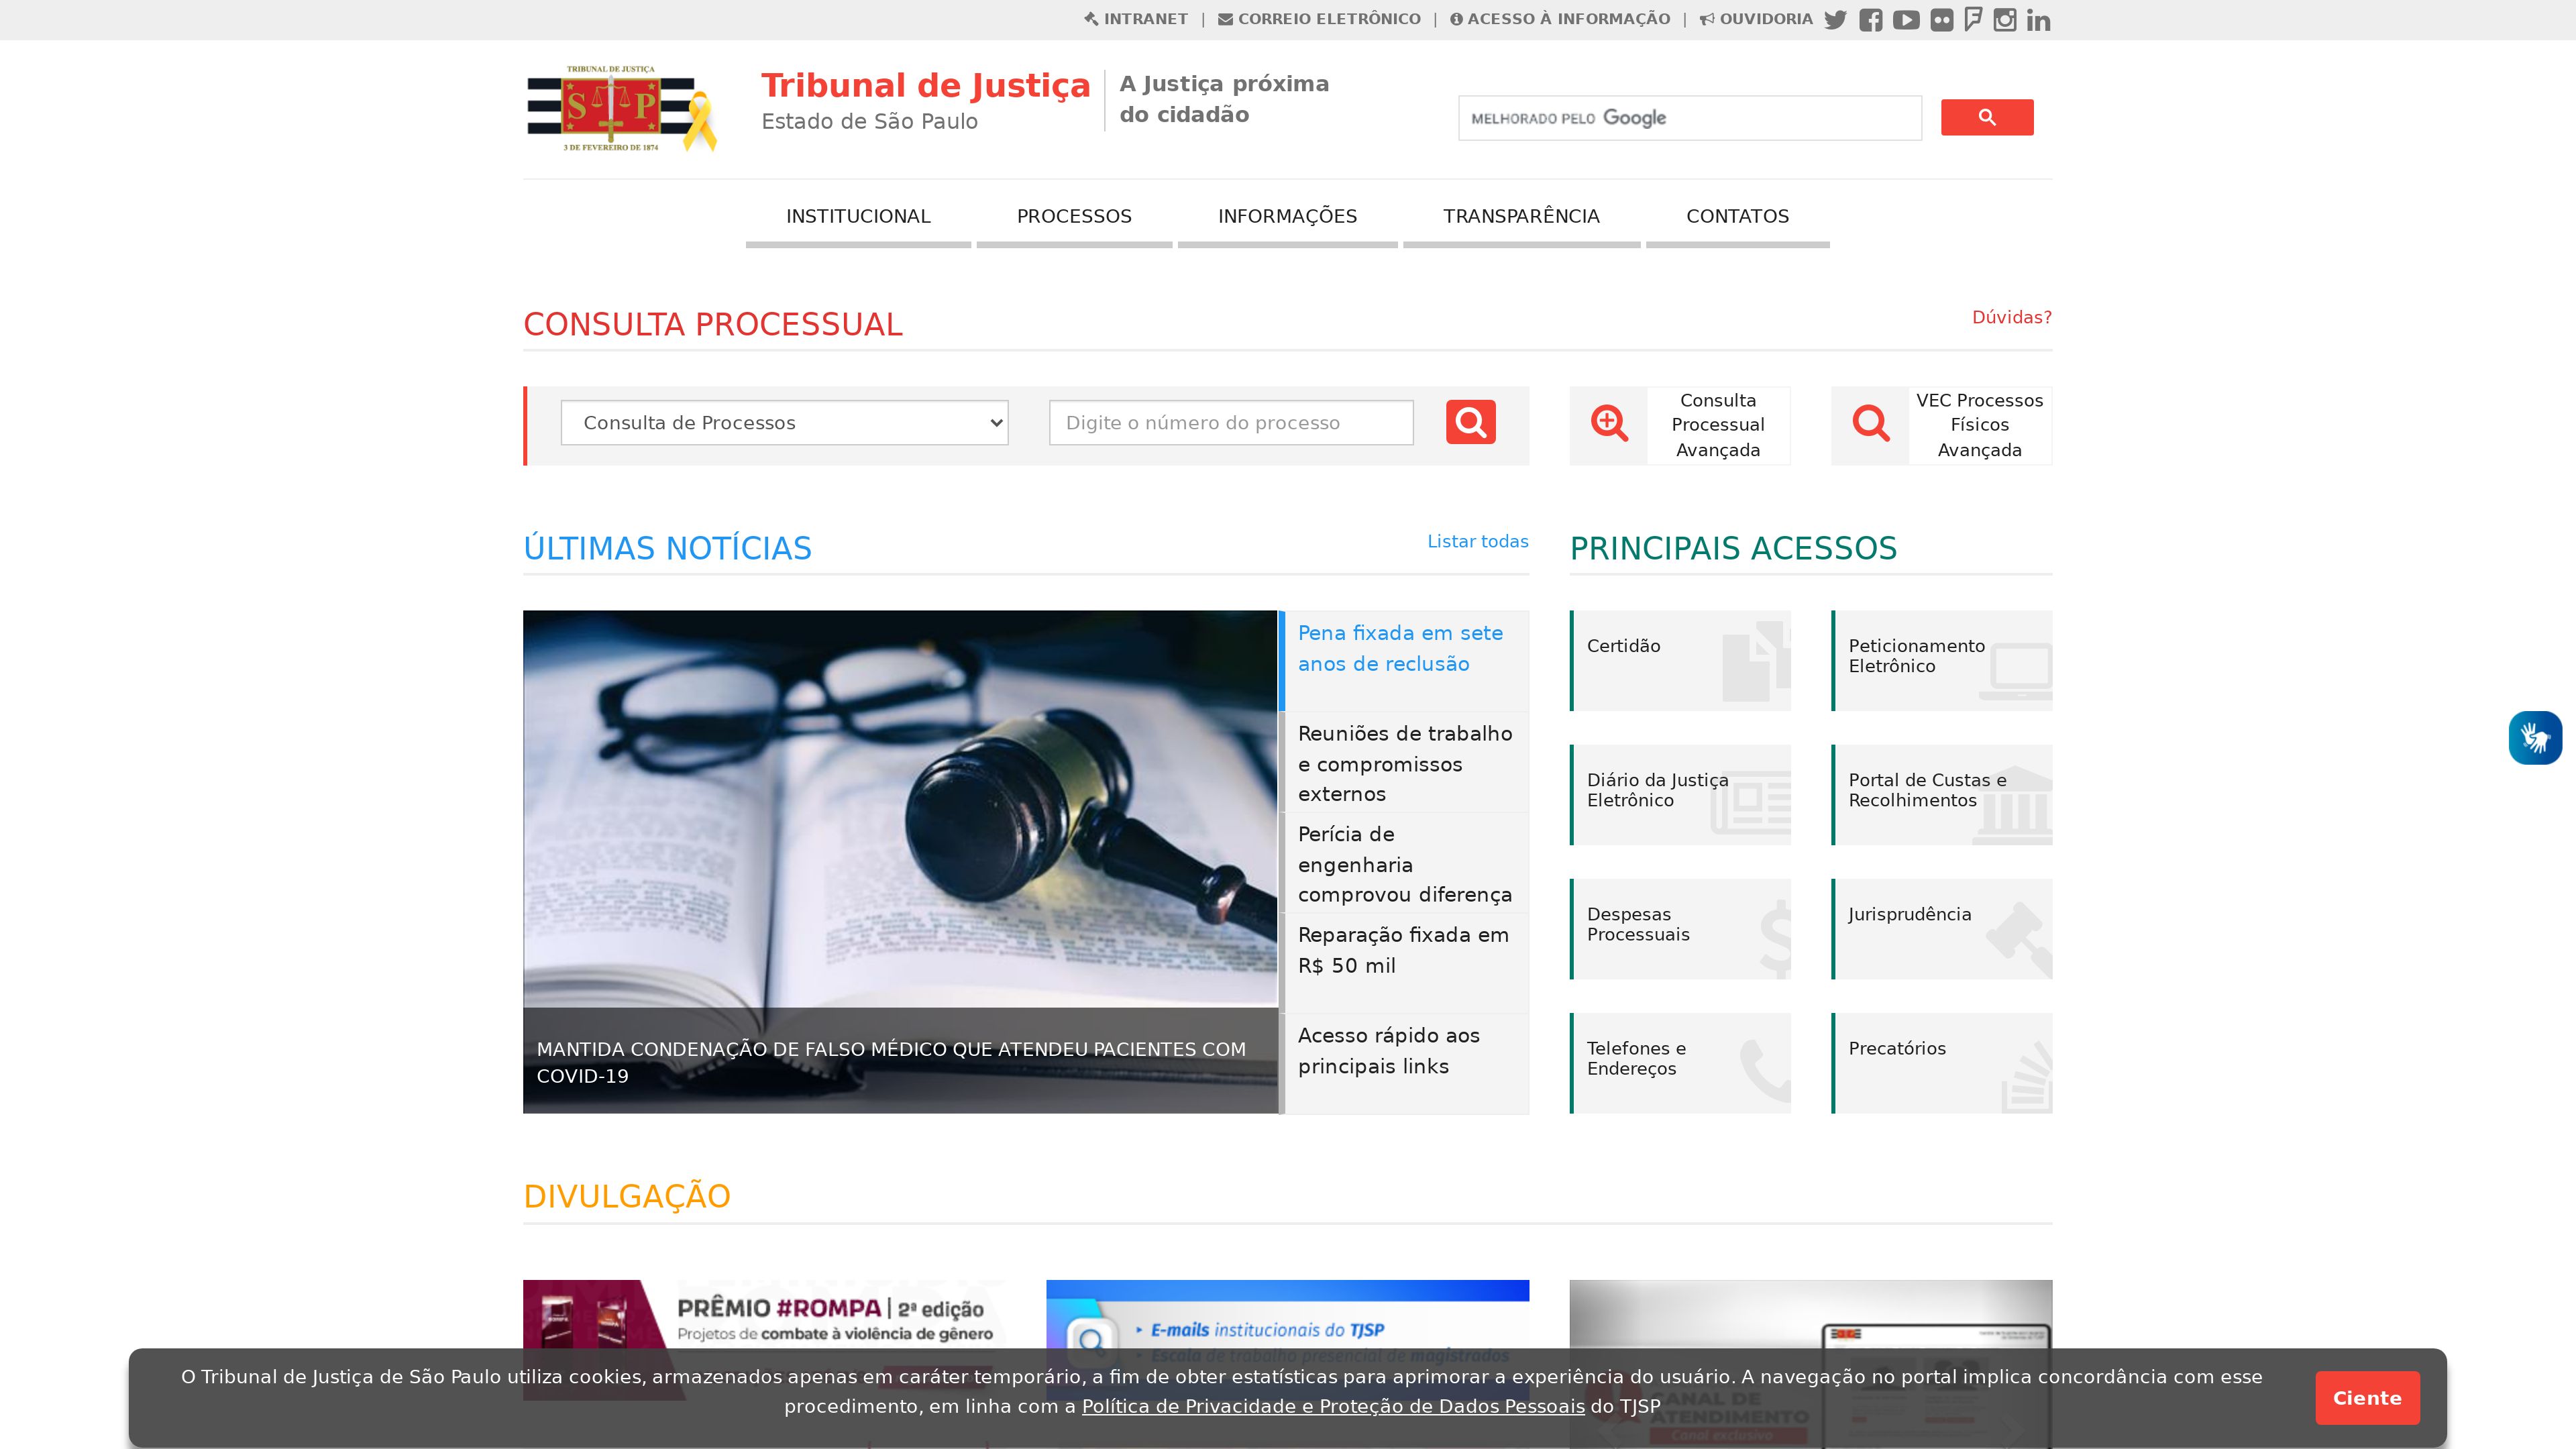 INTRANET | CORREIO ELETRÔNICO | ACESSO À INFORMAÇÃO | OUVIDORIA
TRIBUNAL DE JUSTIÇA
S P
3 DE FEVEREIRO DE 1874
Tribunal de Justiça
Estado de São Paulo
A Justiça próxima
do cidadão
MELHORADO PELO Google
INSTITUCIONAL
PROCESSOS
INFORMAÇÕES
TRANSPARÊNCIA
CONTATOS
CONSULTA PROCESSUAL
Dúvidas?
Consulta de Processos
Digite o número do processo
Consulta
Processual
Avançada
VEC Processos
Físicos
Avançada
ÚLTIMAS NOTÍCIAS
Listar todas
MANTIDA CONDENAÇÃO DE FALSO MÉDICO QUE ATENDEU PACIENTES COM
COVID-19
Pena fixada em sete
anos de reclusão
Reuniões de trabalho
e compromissos
externos
Perícia de
engenharia
comprovou diferença
Reparação fixada em
R$ 50 mil
Acesso rápido aos
principais links
PRINCIPAIS ACESSOS
Certidão
Peticionamento
Eletrônico
Diário da Justiça
Eletrônico
Portal de Custas e
Recolhimentos
Despesas
Processuais
Jurisprudência
Telefones e
Endereços
Precatórios
DIVULGAÇÃO
PRÊMIO #ROMPA | 2ª edição
Projetos de combate à violência de gênero
E-mails institucionais do TJSP
Escala de trabalho presencial de magistrados
CANAL DE
ATENDIMENTO
Canal exclusivo
O Tribunal de Justiça de São Paulo utiliza cookies, armazenados apenas em caráter temporário, a fim de obter estatísticas para aprimorar a experiência do usuário. A navegação no portal implica concordância com esse
procedimento, em linha com a Política de Privacidade e Proteção de Dados Pessoais do TJSP
Ciente